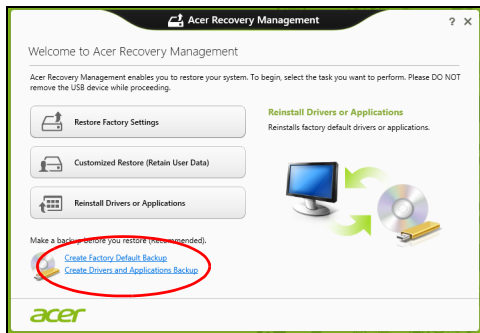 Acer Recovery Management
? X
Welcome to Acer Recovery Management
Acer Recovery Management enables you to restore your system. To begin, select the task you want to perform. Please DO NOT
remove the USB device while proceeding.
Restore Factory Settings
Customized Restore (Retain User Data)
Reinstall Drivers or Applications
Reinstall Drivers or Applications
Reinstalls factory default drivers or applications.
Make a backup before you restore (Recommended).
Create Factory Default Backup
Create Drivers and Applications Backup
acer